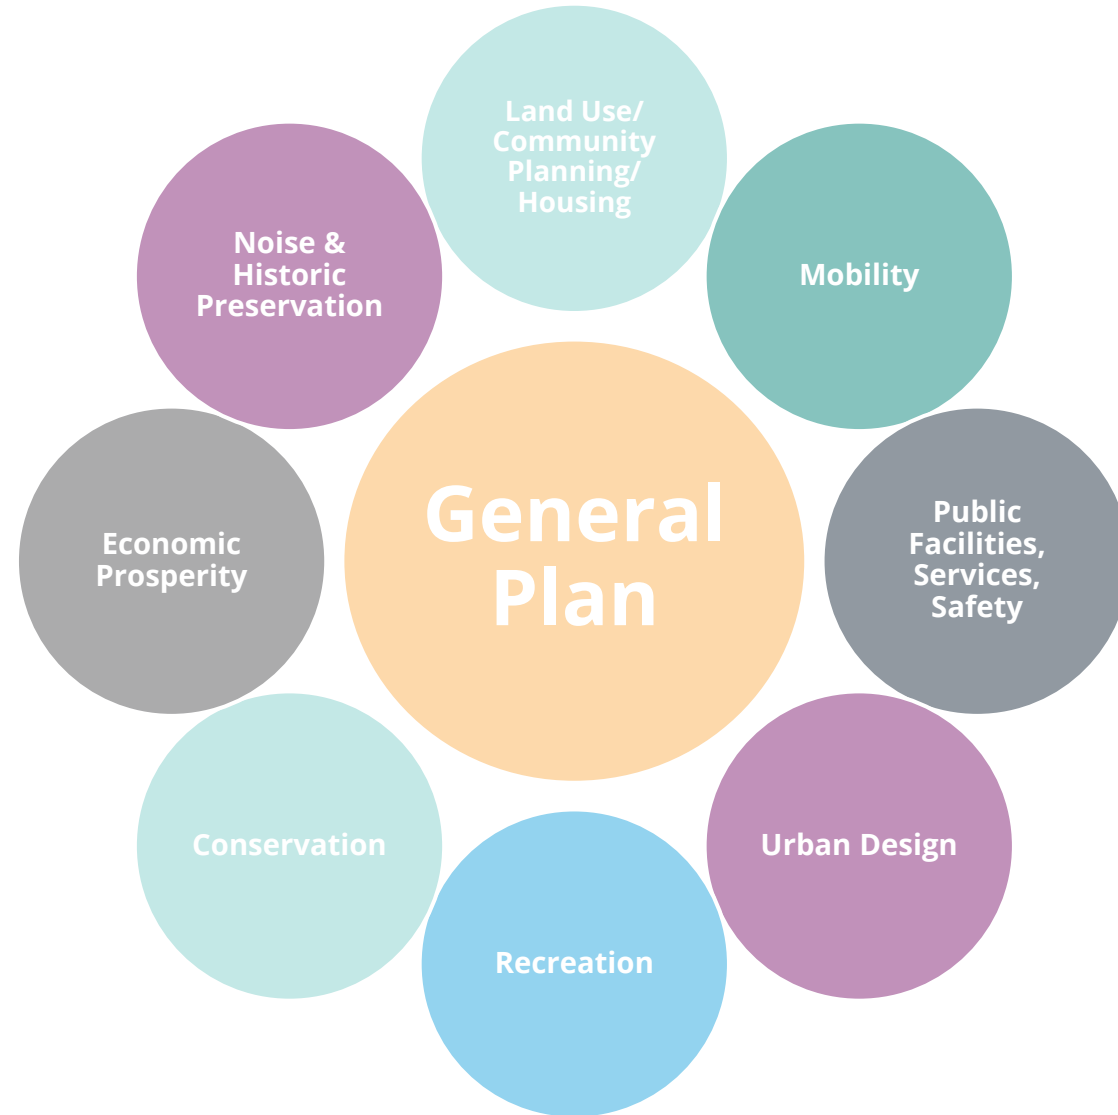 Land Use/
Community
Planning/
Housing
Noise &
Historic
Preservation
Mobility
General
Plan
Economic
Prosperity
Public
Facilities,
Services,
Safety
Conservation
Urban Design
Recreation